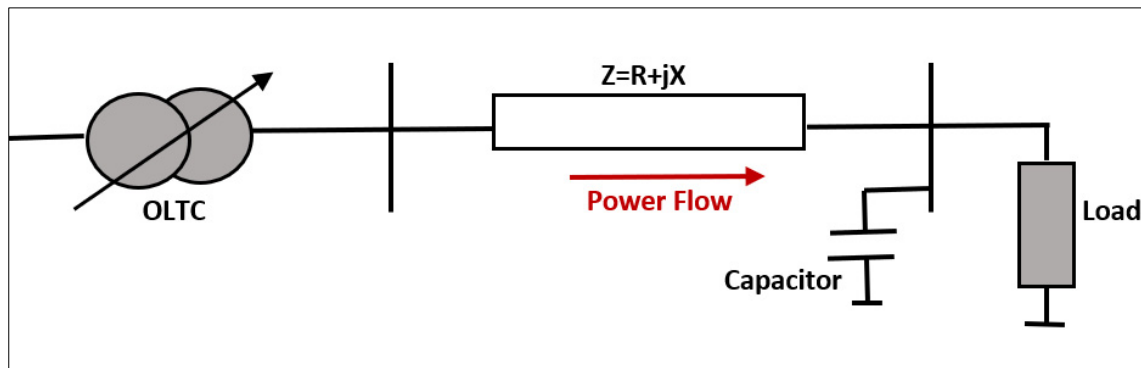 Z=R+jX
OLTC
Power Flow
Capacitor
Load